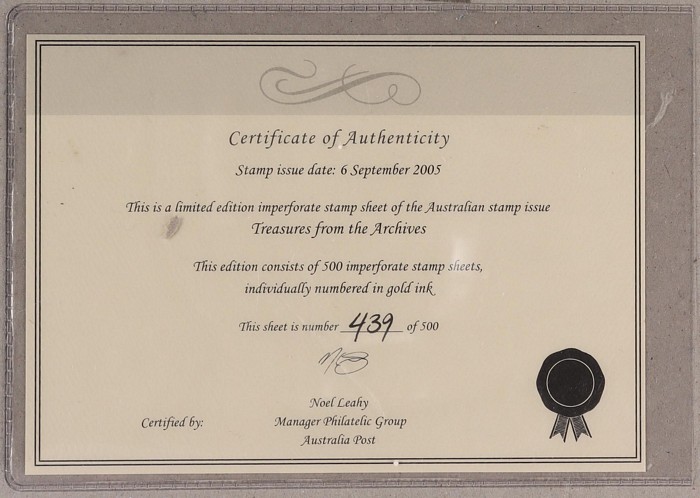 Certificate of Authenticity
Stamp issue date: 6 September 2005
This is a limited edition imperforate stamp sheet of the Australian stamp issue
Treasures from the Archives
This edition consists of 500 imperforate stamp sheets,
individually numbered in gold ink
This sheet is number 439 of 500
Noel Leahy
Certified by: Manager Philatelic Group
Australia Post